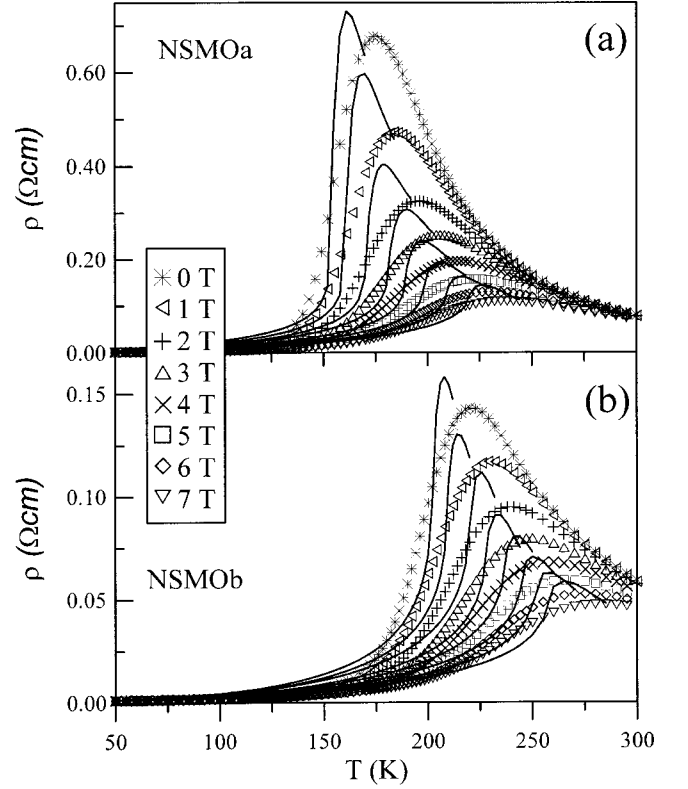 NSMOa
(a)
ρ (Ωcm)
0.60
0.40
0.20
0.00
0 T
1 T
2 T
3 T
4 T
5 T
6 T
7 T
NSMOb
(b)
ρ (Ωcm)
0.15
0.10
0.05
0.00
50 100 150 200 250 300
T (K)